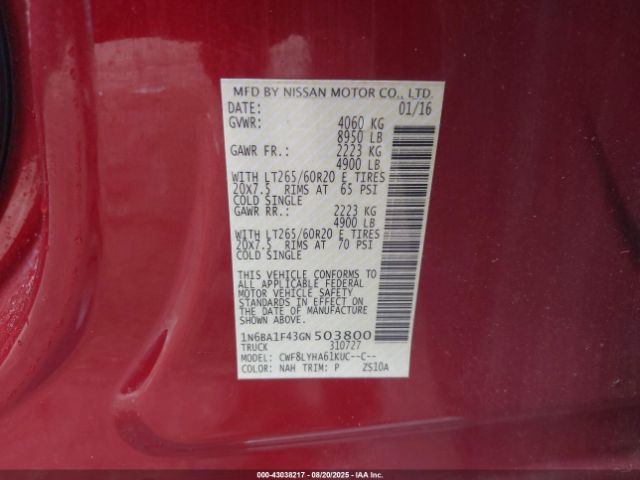 MFD BY NISSAN MOTOR CO., LTD.
DATE: 01/16
GVWR: 4060 KG
8950 LB
GAWR FR.: 2223 KG
4900 LB
WITH LT265/60R20 E TIRES
20X7.5 RIMS AT 65 PSI
COLD SINGLE
GAWR RR.: 2223 KG
4900 LB
WITH LT265/60R20 E TIRES
20X7.5 RIMS AT 70 PSI
COLD SINGLE
THIS VEHICLE CONFORMS TO
ALL APPLICABLE FEDERAL
MOTOR VEHICLE SAFETY
STANDARDS IN EFFECT ON
THE DATE OF MANUFACTURE
SHOWN ABOVE.
1N6BA1F43GN503800
TRUCK 310727
MODEL: CWF8LYHA61KUC--C--
COLOR: NAH TRIM: P ZS10A
000-43038217 - 08/20/2025 - IAA Inc.